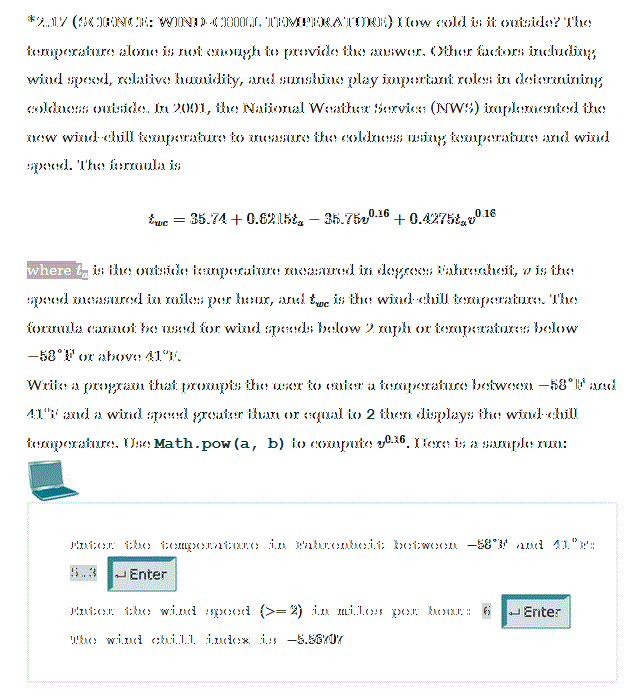 *2.17 (SCIENCE: WIND-CHILL TEMPERATURE) How cold is it outside? The
temperature alone is not enough to provide the answer. Other factors including
wind speed, relative humidity, and sunshine play important roles in determining
coldness outside. In 2001, the National Weather Service (NWS) implemented the
new wind-chill temperature to measure the coldness using temperature and wind
speed. The formula is
t_wc = 35.74 + 0.6215t_a − 35.75v^0.16 + 0.4275t_a v^0.16
where t_a is the outside temperature measured in degrees Fahrenheit, v is the
speed measured in miles per hour, and t_wc is the wind-chill temperature. The
formula cannot be used for wind speeds below 2 mph or temperatures below
−58°F or above 41°F.
Write a program that prompts the user to enter a temperature between −58°F and
41°F and a wind speed greater than or equal to 2 then displays the wind-chill
temperature. Use Math.pow(a, b) to compute v^0.16. Here is a sample run:
Enter the temperature in Fahrenheit between −58°F and 41°F:
5.3 ↵ Enter
Enter the wind speed (>= 2) in miles per hour: 6 ↵ Enter
The wind chill index is −5.56707